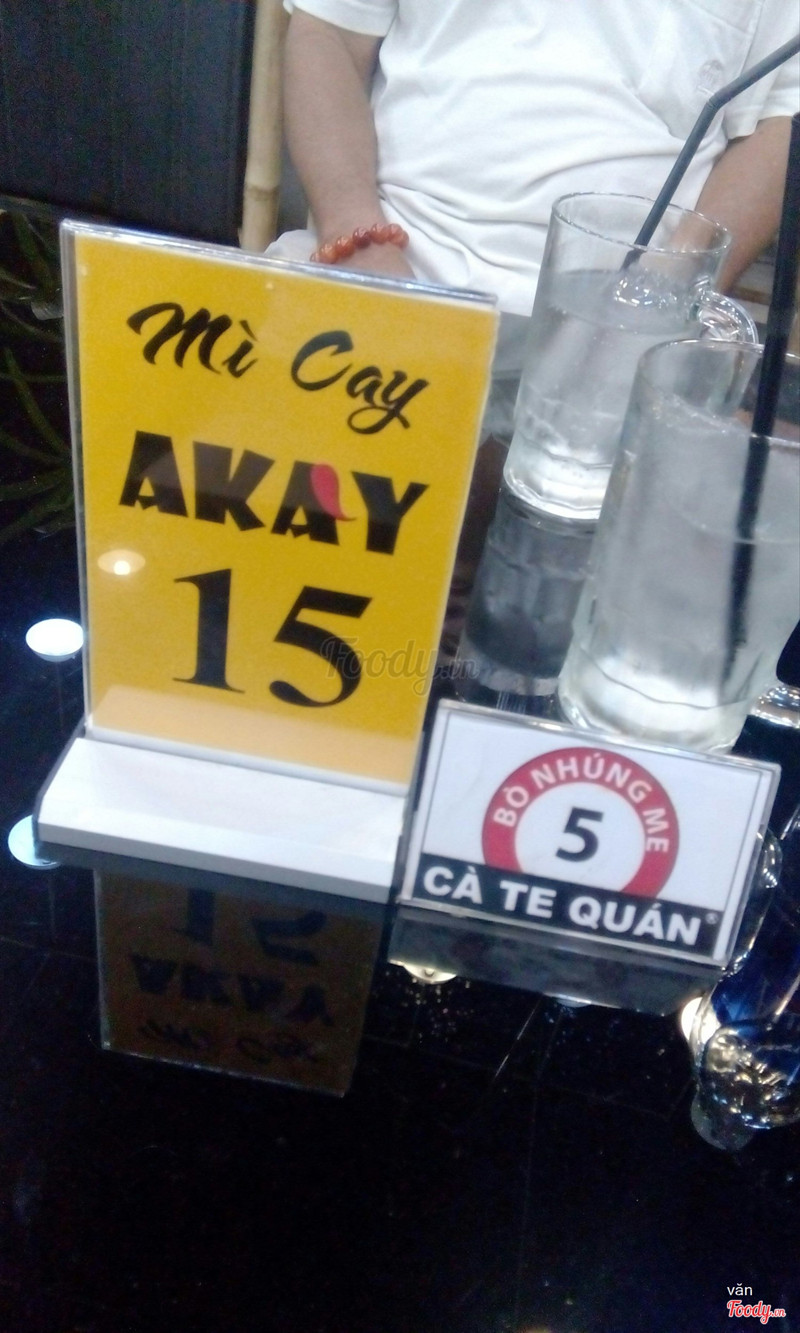 Mì Cay
AKAY
15
Foody.vn
BÒ NHÚNG ME
5
CÀ TE QUÁN®
văn
Foody.vn